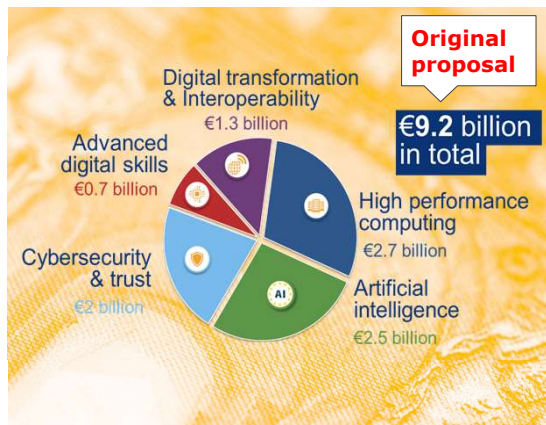 Original
proposal
€9.2 billion
in total
Digital transformation
& Interoperability
€1.3 billion
Advanced
digital skills
€0.7 billion
High performance
computing
€2.7 billion
Cybersecurity
& trust
€2 billion
AI
Artificial
intelligence
€2.5 billion